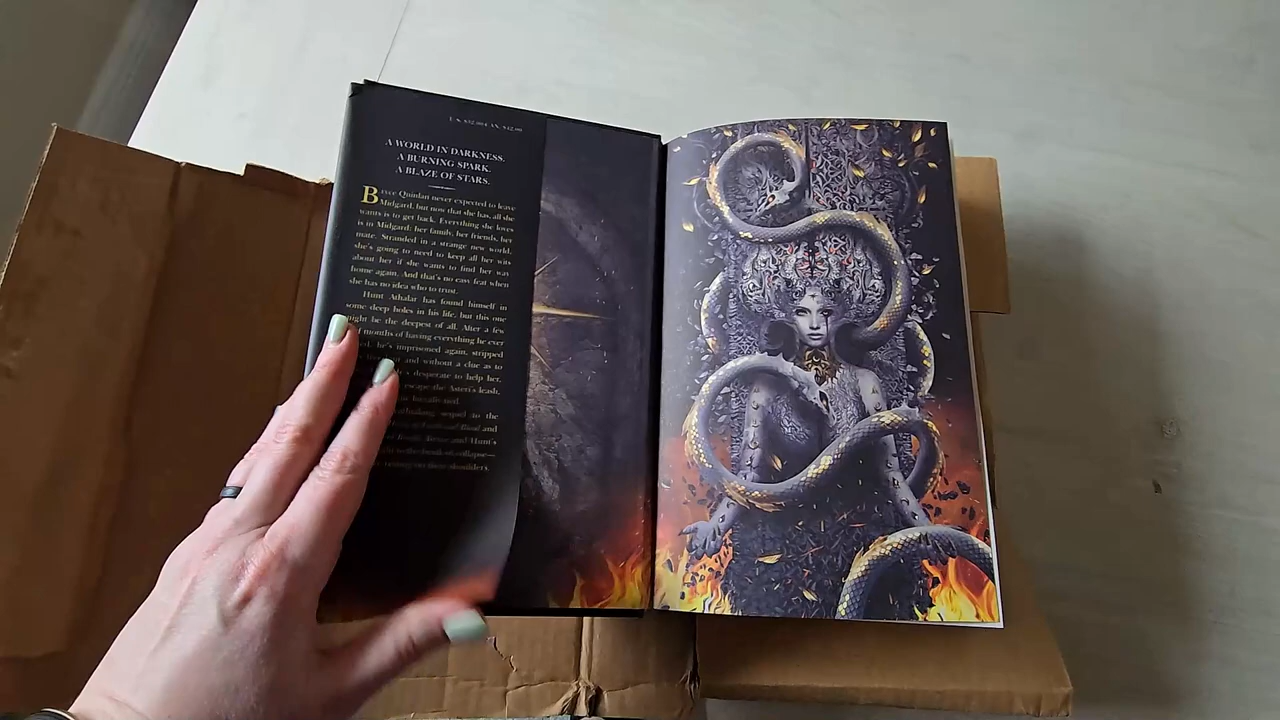 U.S. $32.00 CAN. $42.00
A WORLD IN DARKNESS.
A BURNING SPARK.
A BLAZE OF STARS.
Bryce Quinlan never expected to leave
Midgard, but now that she has, all she
wants is to get back. Everything she loves
is in Midgard: her family, her friends, her
mate. Stranded in a strange new world,
she's going to need to keep all her wits
about her if she wants to find her way
home again. And that's no easy feat when
she has no idea who to trust.
Hunt Athalar has found himself in
some deep holes in his life, but this one
might be the deepest of all. After a few
months of having everything he ever
he's imprisoned again, stripped
and without a clue as to
desperate to help her,
escape the Asteri's leash,
sequel to the
and
and Hunt's
collapse—
shoulders.